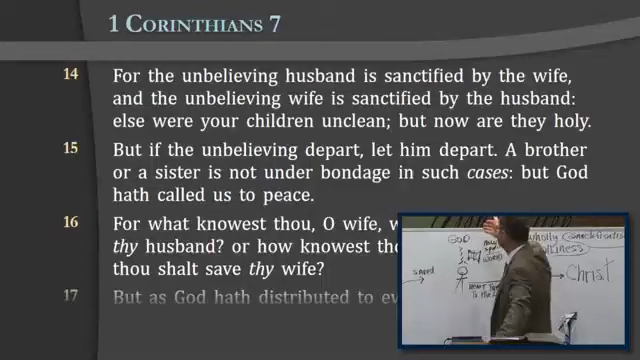 1 CORINTHIANS 7
14 For the unbelieving husband is sanctified by the wife,
and the unbelieving wife is sanctified by the husband:
else were your children unclean; but now are they holy.
15 But if the unbelieving depart, let him depart. A brother
or a sister is not under bondage in such cases: but God
hath called us to peace.
16 For what knowest thou, O wife, w
thy husband? or how knowest tho
thou shalt save thy wife?
17 But as God hath distributed to ev
GOD
saved
Christ